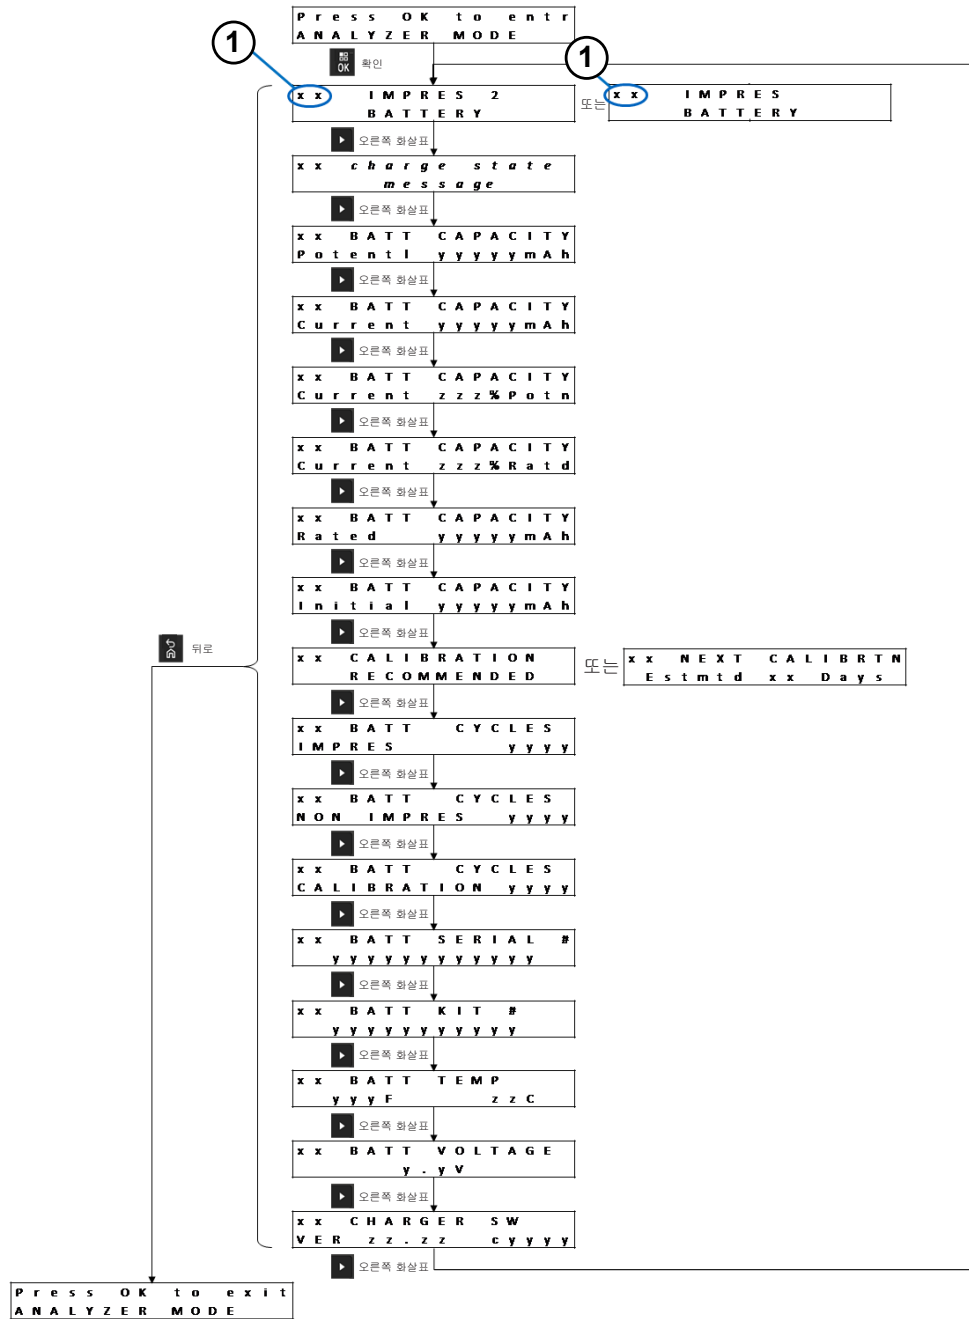 Press OK to entr
ANALYZER MODE
1
OK 확인
1
xx IMPRES 2
BATTERY
또는
xx IMPRES
BATTERY
오른쪽 화살표
xx charge state
message
오른쪽 화살표
xx BATT CAPACITY
Potentl yyyyymAh
오른쪽 화살표
xx BATT CAPACITY
Current yyyyymAh
오른쪽 화살표
xx BATT CAPACITY
Current zzz%Potn
오른쪽 화살표
xx BATT CAPACITY
Current zzz%Ratd
오른쪽 화살표
xx BATT CAPACITY
Rated yyyyymAh
오른쪽 화살표
xx BATT CAPACITY
Initial yyyyymAh
오른쪽 화살표
뒤로
xx CALIBRATION
RECOMMENDED
또는
xx NEXT CALIBRTN
Estmtd xx Days
오른쪽 화살표
xx BATT CYCLES
IMPRES yyyy
오른쪽 화살표
xx BATT CYCLES
NON IMPRES yyyy
오른쪽 화살표
xx BATT CYCLES
CALIBRATION yyyy
오른쪽 화살표
xx BATT SERIAL #
yyyyyyyyyyyy
오른쪽 화살표
xx BATT KIT #
yyyyyyyyyyy
오른쪽 화살표
xx BATT TEMP
yyyF zzC
오른쪽 화살표
xx BATT VOLTAGE
y.yV
오른쪽 화살표
xx CHARGER SW
VER zz.zz cyyyy
오른쪽 화살표
Press OK to exit
ANALYZER MODE